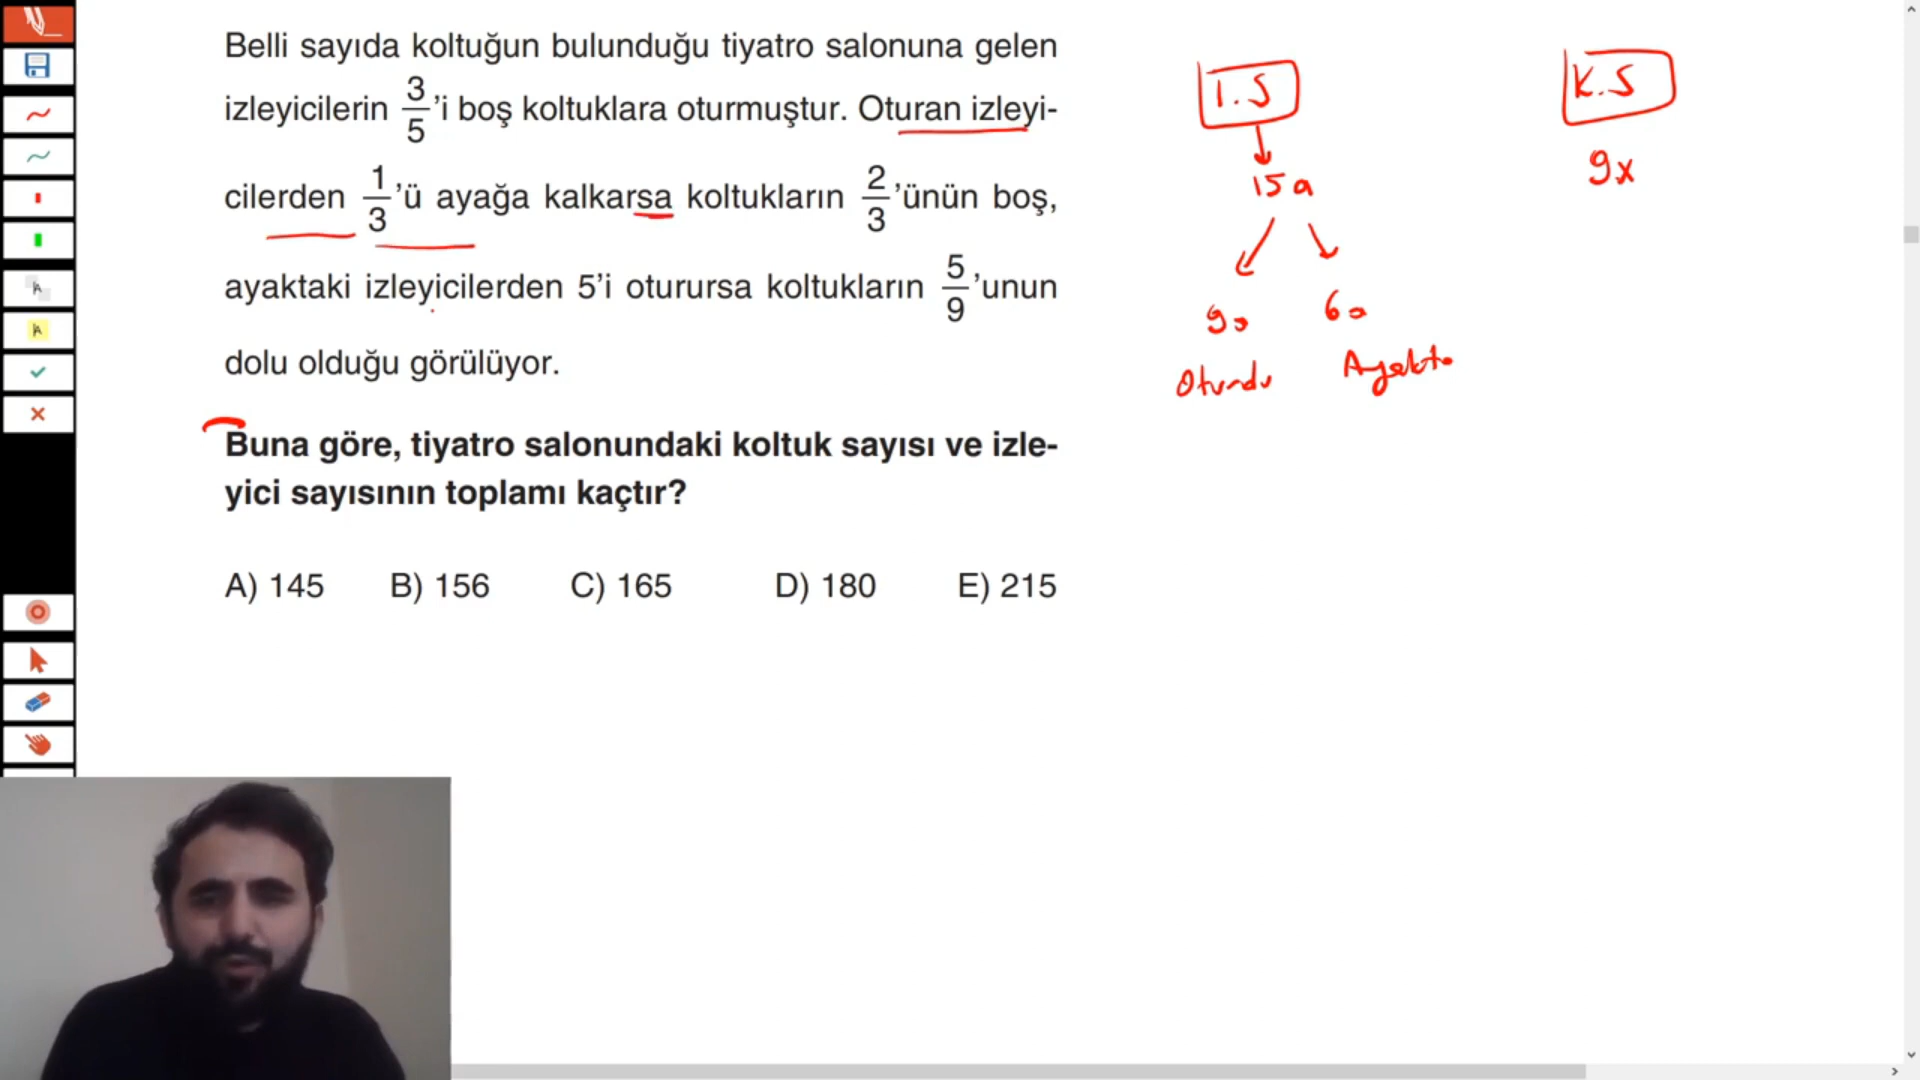 Belli sayıda koltuğun bulunduğu tiyatro salonuna gelen
izleyicilerin 3/5'i boş koltuklara oturmuştur. Oturan izleyi-
cilerden 1/3'ü ayağa kalkarsa koltukların 2/3'ünün boş,
ayaktaki izleyicilerden 5'i oturursa koltukların 5/9'unun
dolu olduğu görülüyor.
Buna göre, tiyatro salonundaki koltuk sayısı ve izle-
yici sayısının toplamı kaçtır?
A) 145 B) 156 C) 165 D) 180 E) 215
İ.S K.S
15a 9x
9a 6a
Oturdu Ayakta